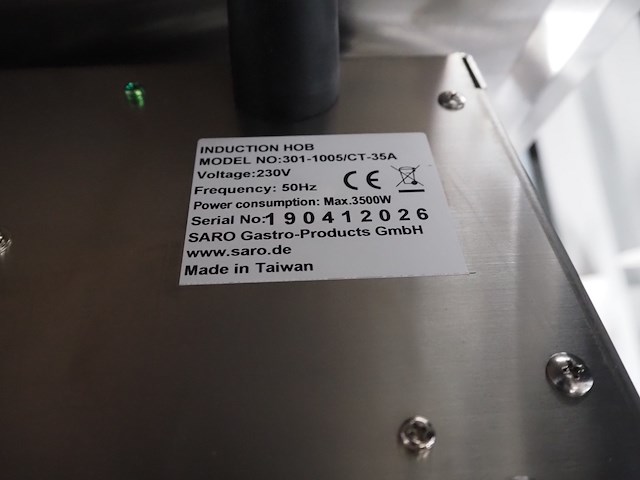 INDUCTION HOB
MODEL NO:301-1005/CT-35A
Voltage:230V
Frequency: 50Hz
CE
Power consumption: Max.3500W
Serial No:190412026
SARO Gastro-Products GmbH
www.saro.de
Made in Taiwan